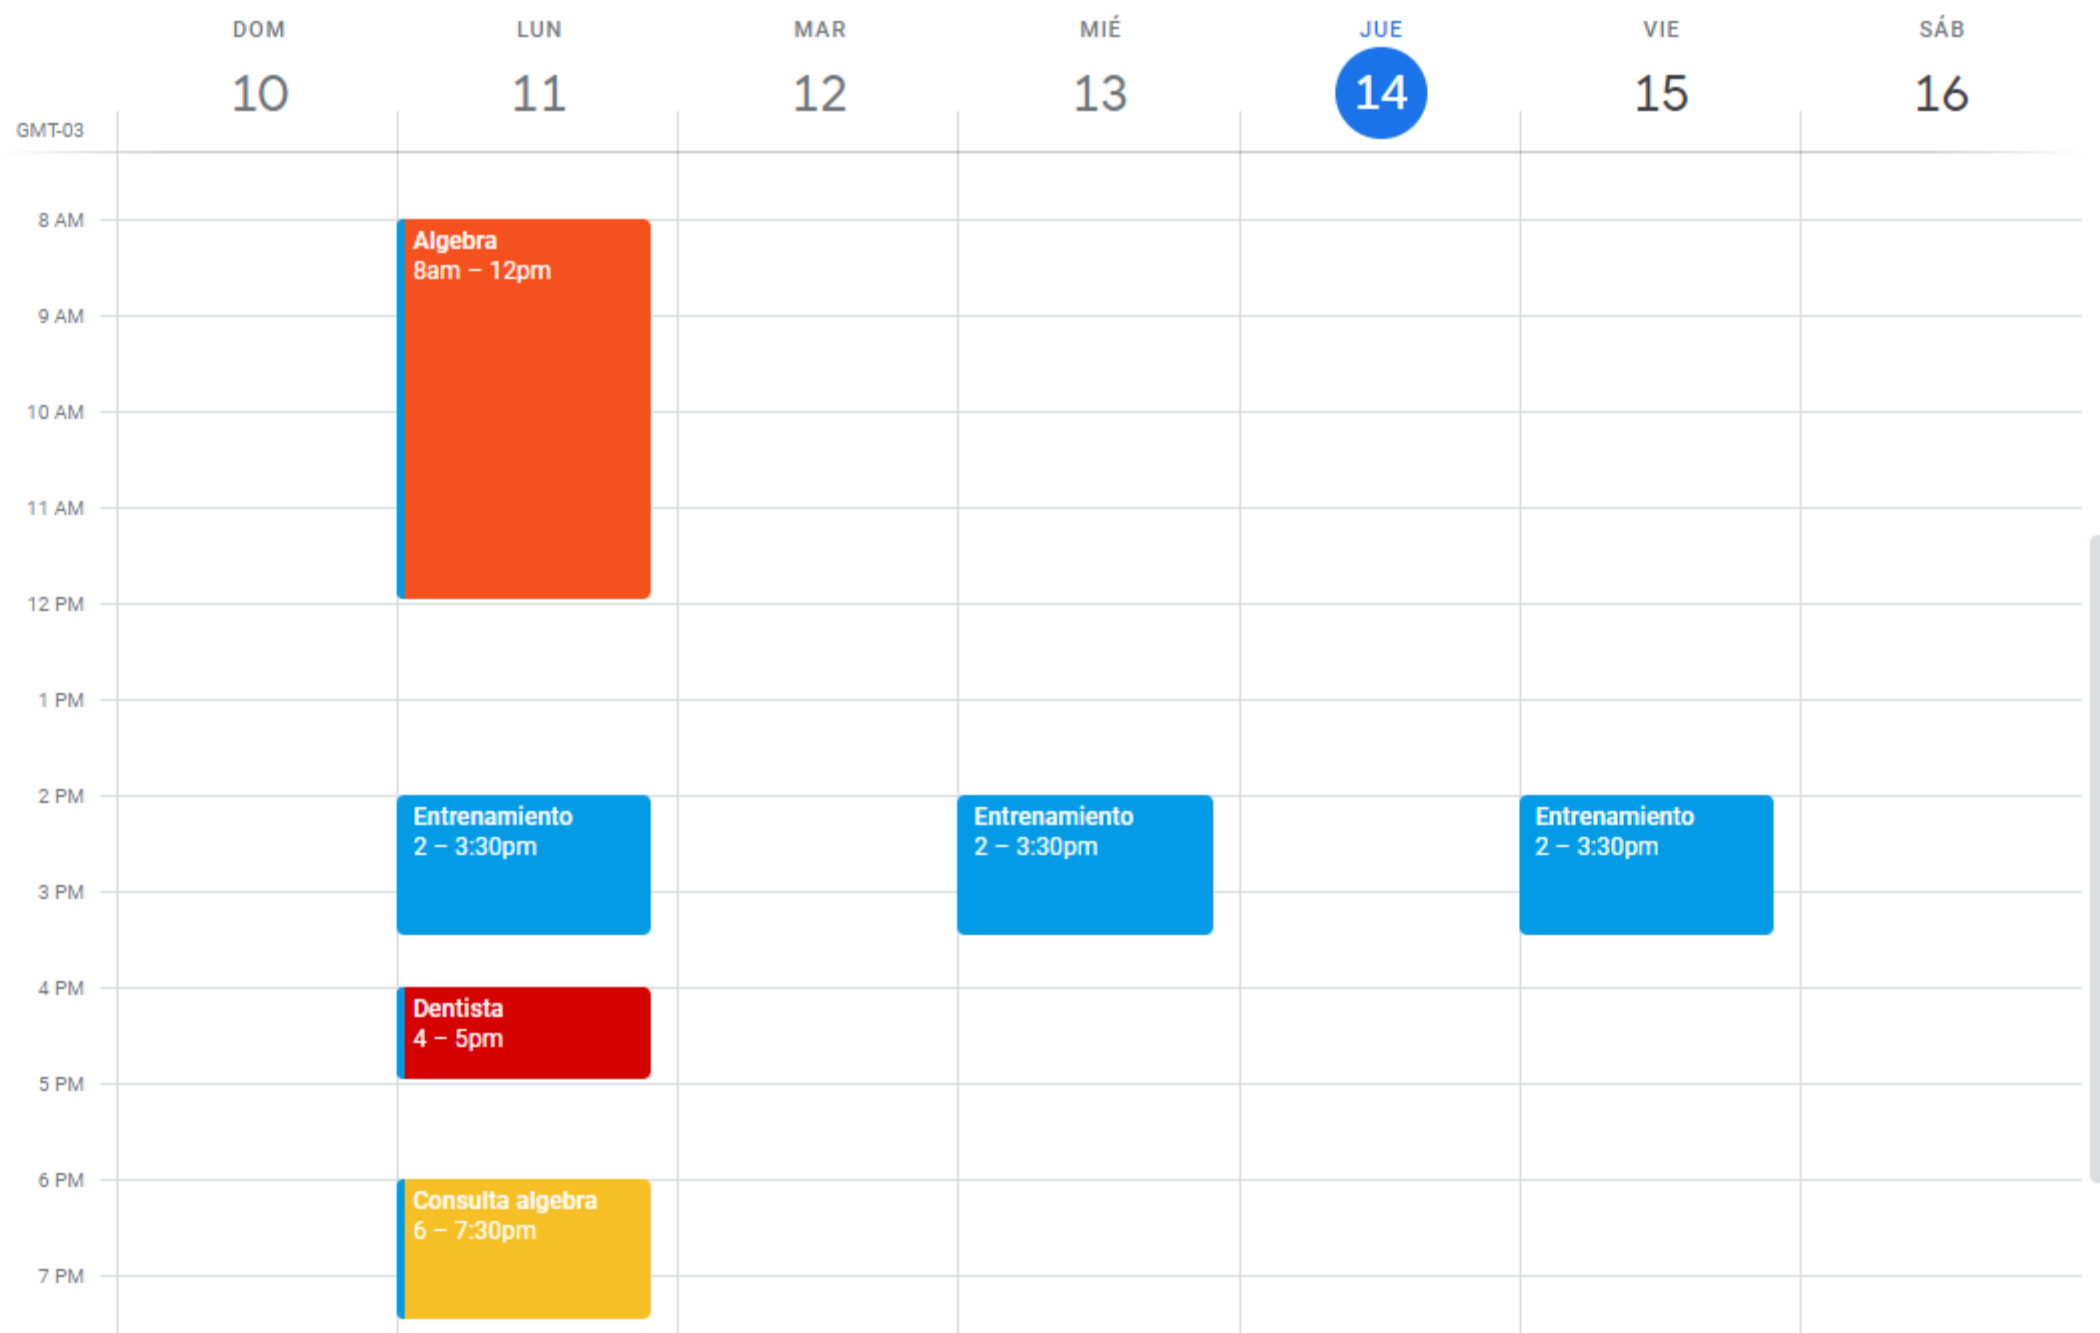 DOM LUN MAR MIÉ JUE VIE SÁB
10 11 12 13 14 15 16
GMT-03
8 AM
Algebra
8am – 12pm
9 AM
10 AM
11 AM
12 PM
1 PM
2 PM
Entrenamiento Entrenamiento Entrenamiento
2 – 3:30pm 2 – 3:30pm 2 – 3:30pm
3 PM
4 PM
Dentista
4 – 5pm
5 PM
6 PM
Consulta algebra
6 – 7:30pm
7 PM